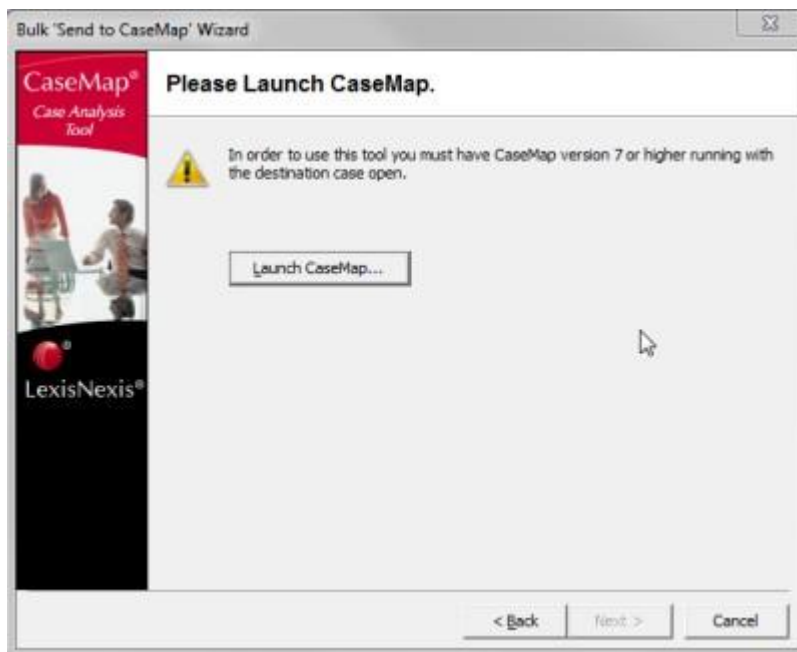 Bulk 'Send to CaseMap' Wizard
CaseMap®
Case Analysis
Tool
Please Launch CaseMap.
In order to use this tool you must have CaseMap version 7 or higher running with
the destination case open.
Launch CaseMap...
®
LexisNexis®
< Back
Next >
Cancel